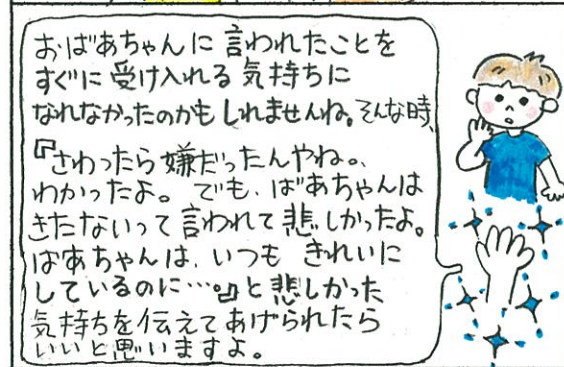 おばあちゃんに言われたことを
すぐに受け入れる気持ちに
なれなかったのかもしれませんね。そんな時、
『さわったら嫌だったんやね。、
わかったよ。でも、ばあちゃんは
きたないって言われて悲しかったよ。
ばあちゃんは、いつもきれいに
しているのに…。』と悲しかった
気持ちを伝えてあげられたら
いいと思いますよ。